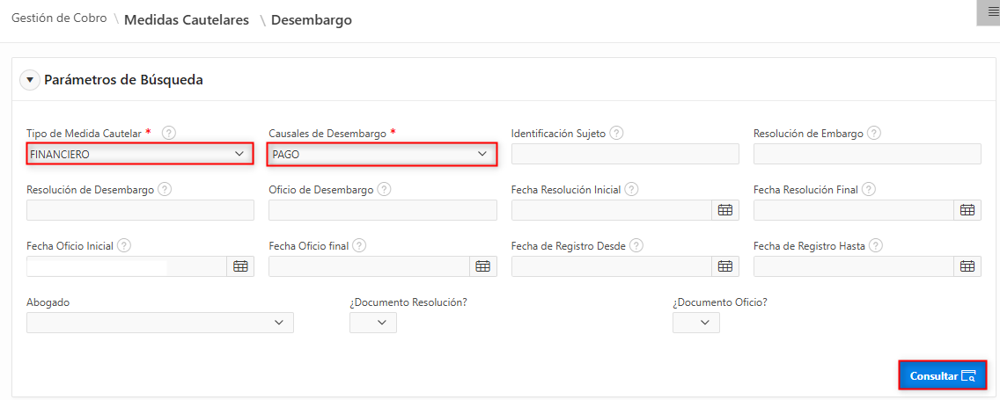 Gestión de Cobro \ Medidas Cautelares \ Desembargo
Parámetros de Búsqueda
Tipo de Medida Cautelar * ? Causales de Desembargo * Identificación Sujeto ? Resolución de Embargo ?
FINANCIERO PAGO
Resolución de Desembargo ? Oficio de Desembargo ? Fecha Resolución Inicial ? Fecha Resolución Final ?
Fecha Oficio Inicial ? Fecha Oficio final ? Fecha de Registro Desde ? Fecha de Registro Hasta ?
Abogado ¿Documento Resolución? ¿Documento Oficio?
Consultar